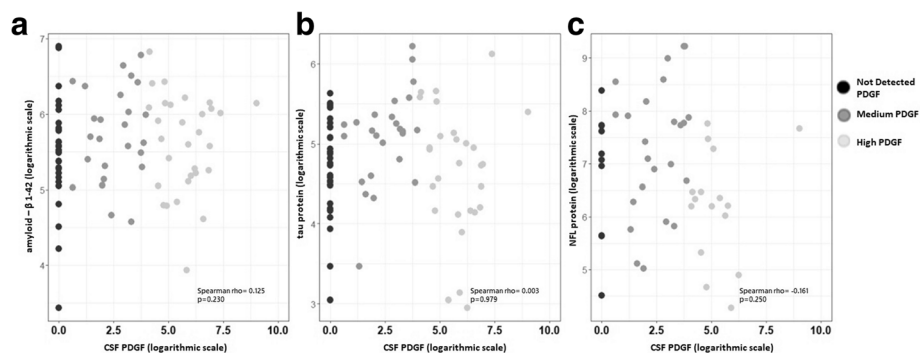 a
7
6
5
4
amyloid – β 1-42 (logarithmic scale)
Spearman rho= 0.125
p=0.230
0.0 2.5 5.0 7.5 10.0
CSF PDGF (logarithmic scale)
b
6
5
4
3
tau protein (logarithmic scale)
Spearman rho= 0.003
p=0.979
0.0 2.5 5.0 7.5 10.0
CSF PDGF (logarithmic scale)
c
9
8
7
6
5
NFL protein (logarithmic scale)
Spearman rho= -0.161
p=0.250
0.0 2.5 5.0 7.5 10.0
CSF PDGF (logarithmic scale)
Not Detected
PDGF
Medium PDGF
High PDGF